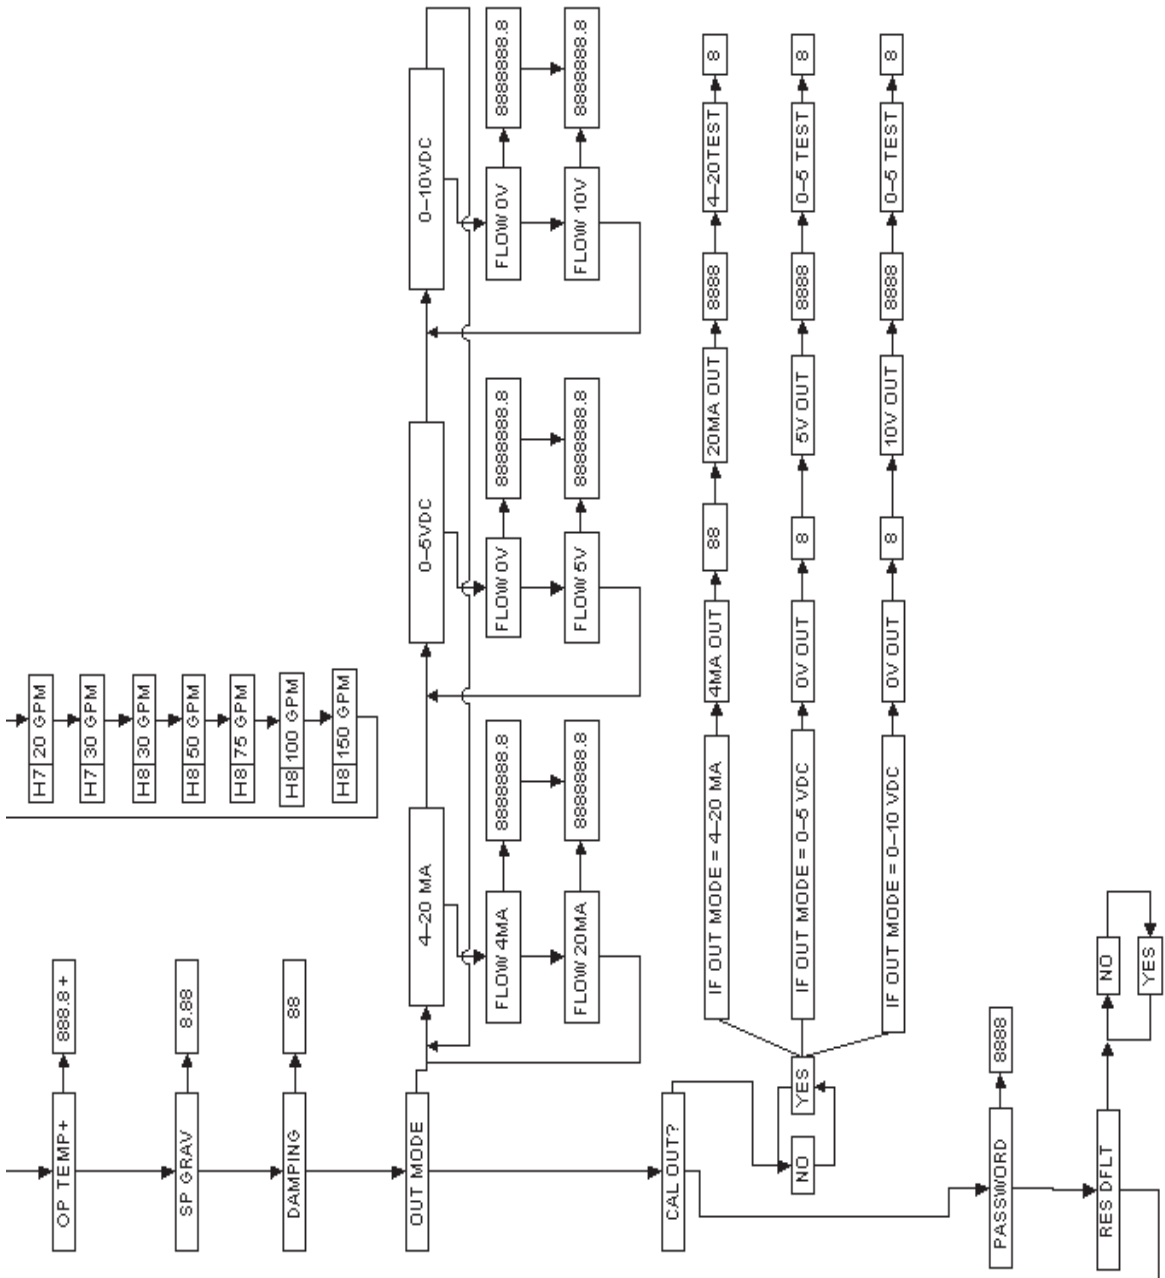 H7 20 GPM
H7 30 GPM
H8 30 GPM
H8 50 GPM
H8 75 GPM
H8 100 GPM
H8 150 GPM
OP TEMP+
888.8 +
SP GRAV
8.88
DAMPING
88
OUT MODE
4-20 MA
FLOW 4MA
8888888.8
FLOW 20MA
8888888.8
0-5VDC
FLOW 0V
8888888.8
FLOW 5V
8888888.8
0-10VDC
FLOW 0V
8888888.8
FLOW 10V
8888888.8
CAL OUT?
NO
YES
IF OUT MODE = 4-20 MA
4MA OUT
88
20MA OUT
8888
4-20TEST
8
IF OUT MODE = 0-5 VDC
0V OUT
8
5V OUT
8888
0-5 TEST
8
IF OUT MODE = 0-10 VDC
0V OUT
8
10V OUT
8888
0-5 TEST
8
PASSWORD
8888
RES DFLT
NO
YES